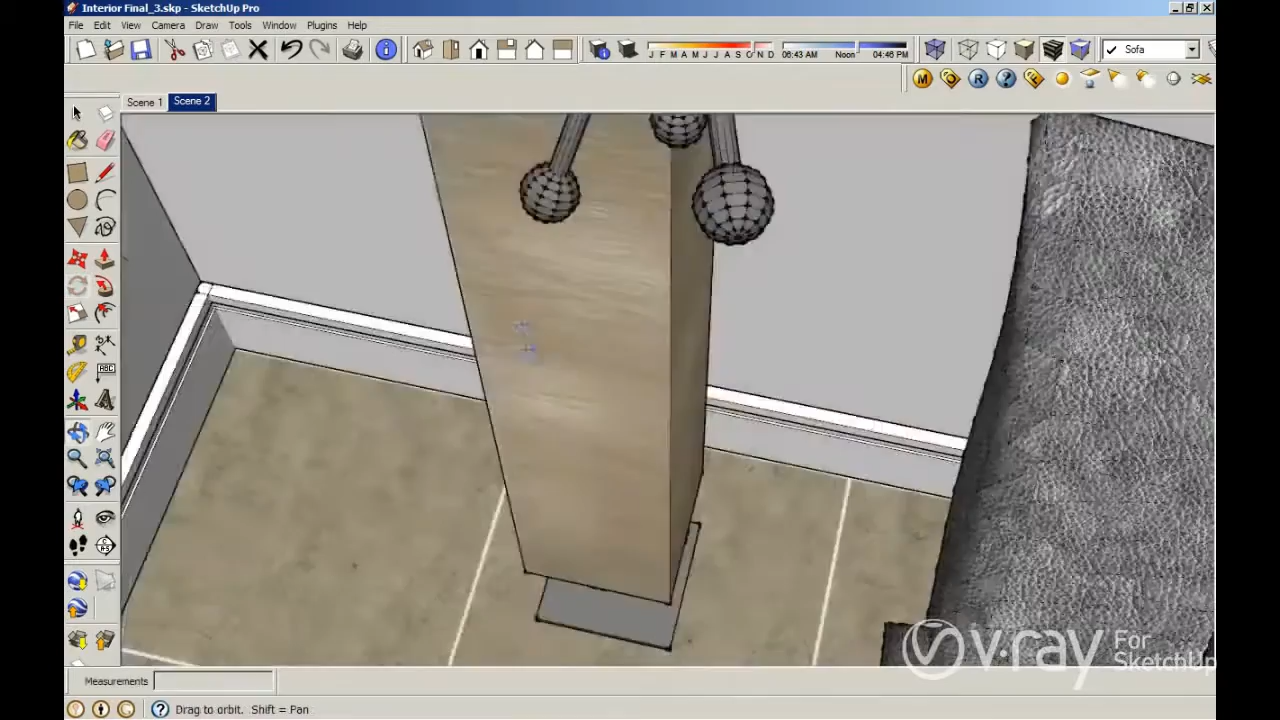 Interior Final_3.skp - SketchUp Pro
File Edit View Camera Draw Tools Window Plugins Help
J F M A M J J A S O N D 06:43 AM Noon 04:46 PM Sofa
M R ?
Scene 1 Scene 2
ABC
V·ray For SketchUp
Measurements
Drag to orbit. Shift = Pan